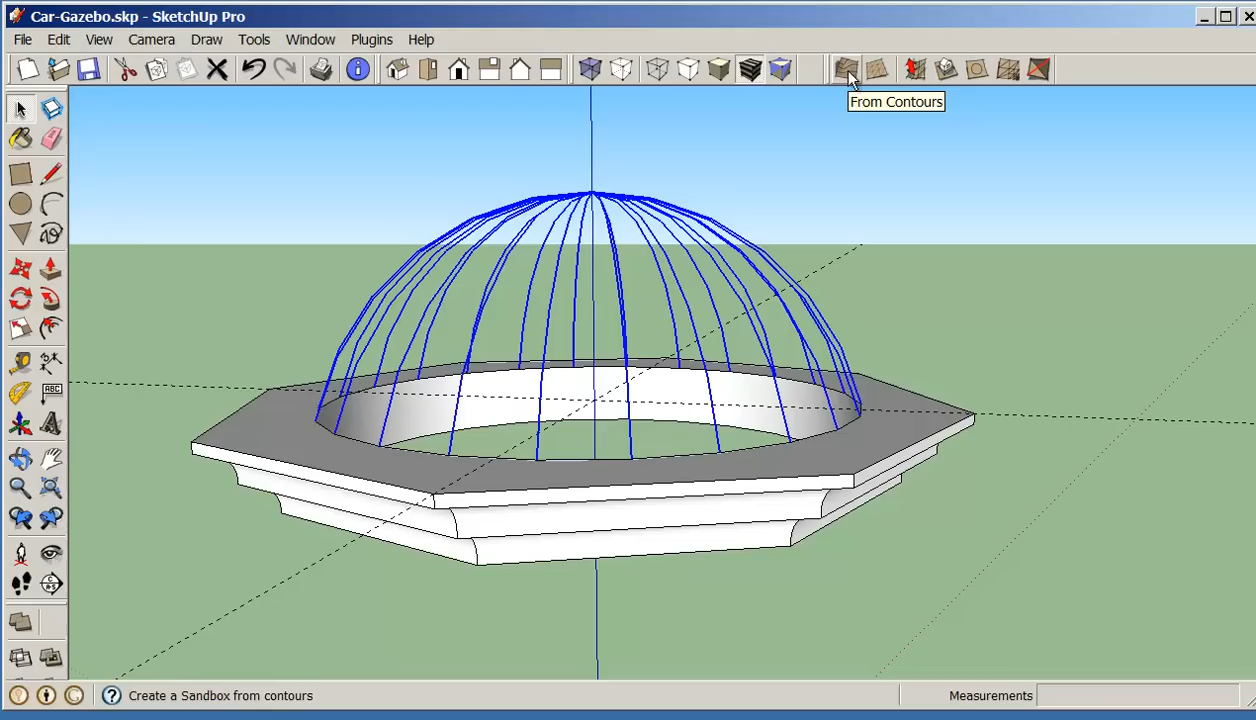 Car-Gazebo.skp - SketchUp Pro
File Edit View Camera Draw Tools Window Plugins Help
From Contours
ABC
Create a Sandbox from contours
Measurements